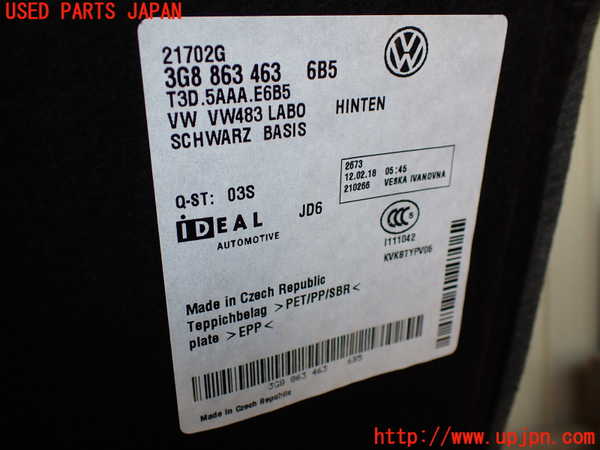 USED PARTS JAPAN
21702G
3G8 863 463 6B5
T3D.5AAA.E6B5
VW VW483 LABO HINTEN
SCHWARZ BASIS
2673
12.02.18 05:45
210266 VESKA IVANOVNA
Q-ST: 03S
iDEAL JD6
AUTOMOTIVE
CCC S
I111042
KVKBTYPV06
Made in Czech Republic
Teppichbelag >PET/PP/SBR<
plate >EPP<
3G8 863 463 6B5
Made in Czech Republic
http://www.upjpn.com/